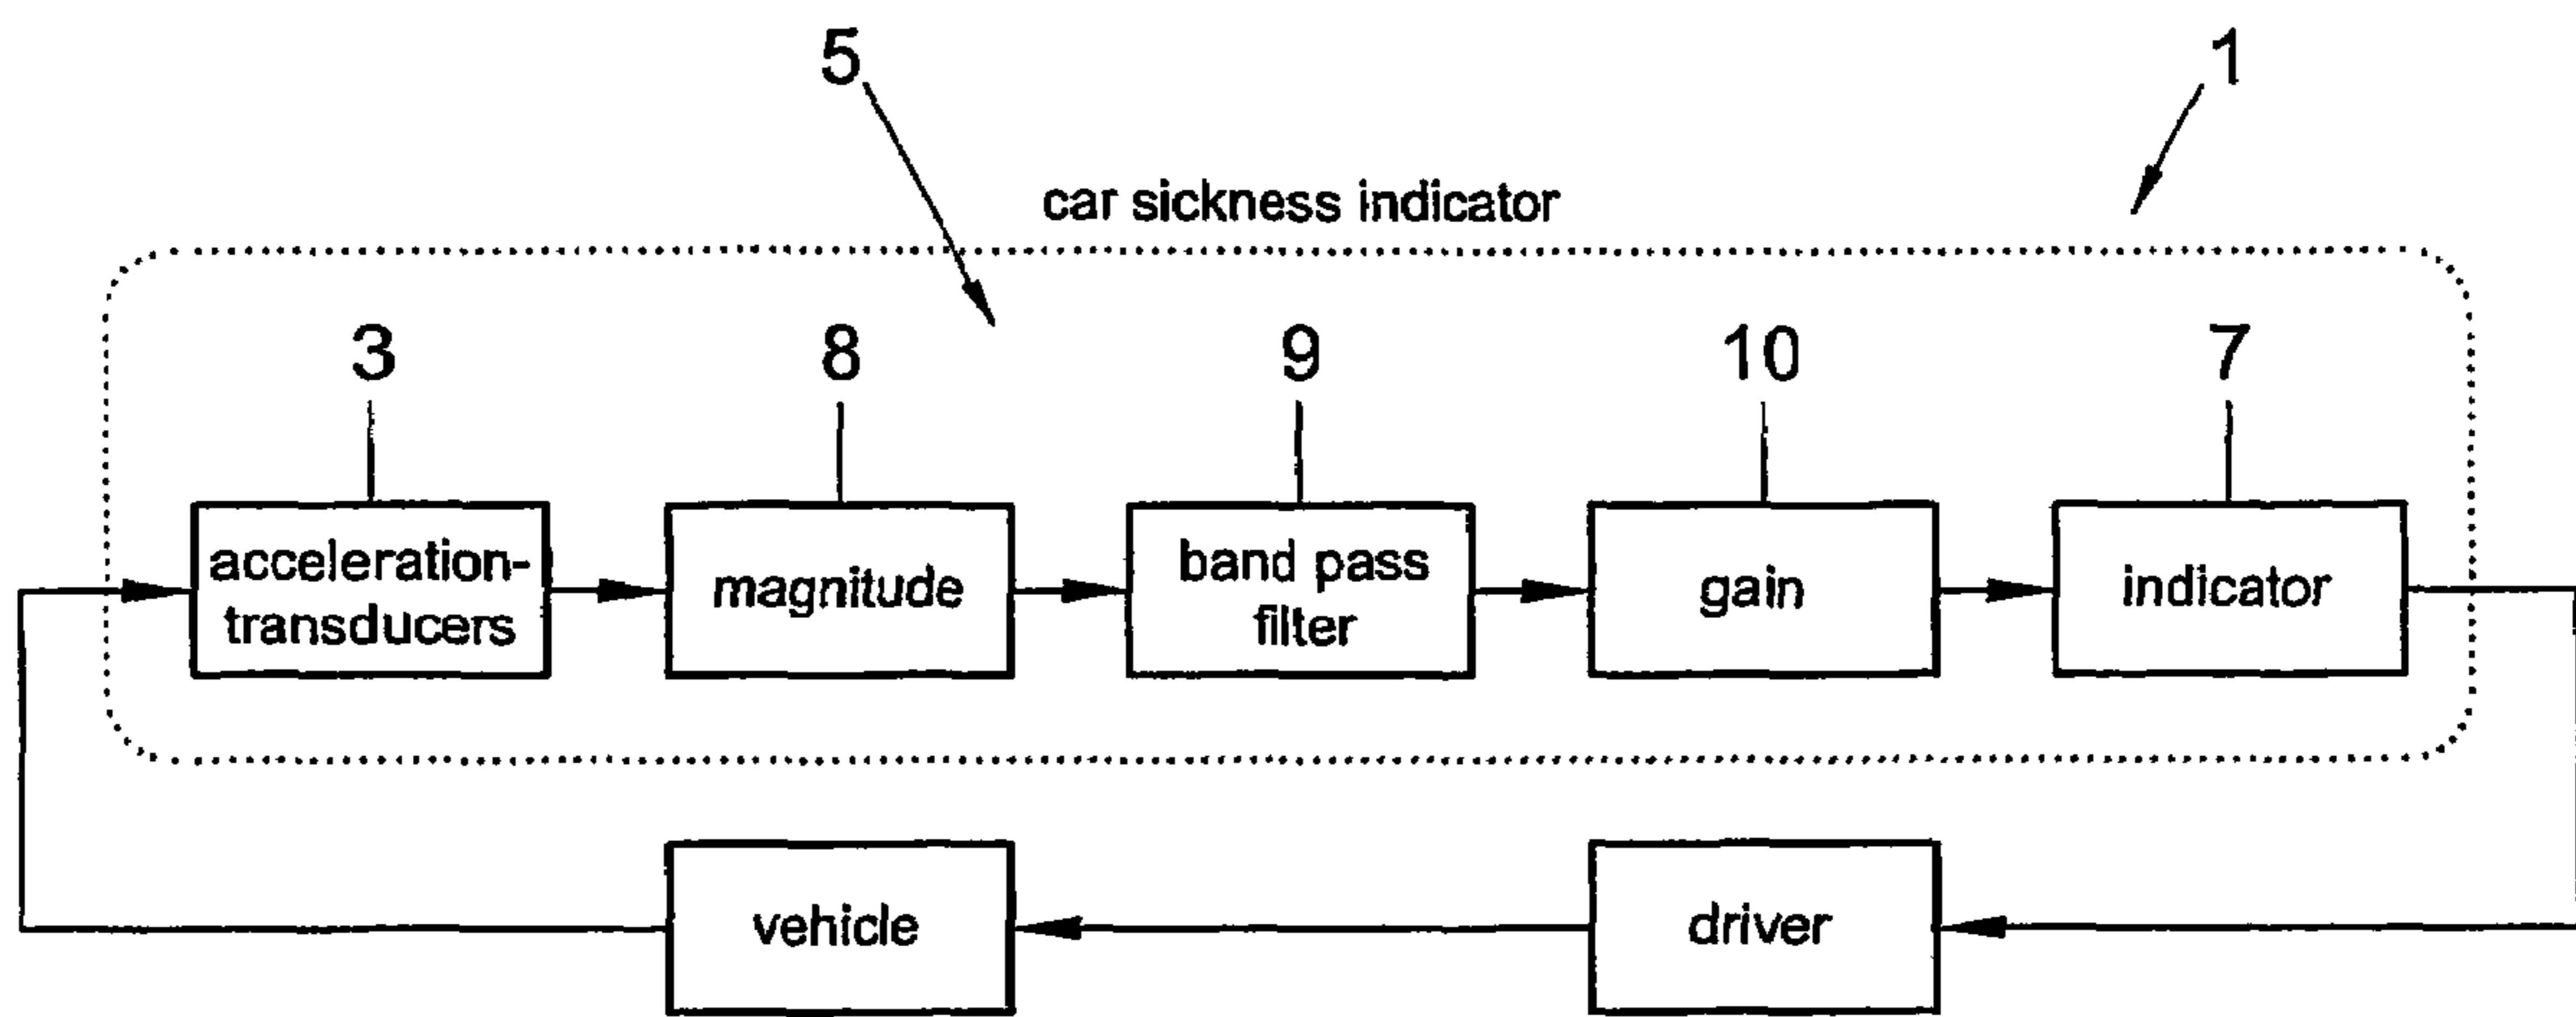 5
1
car sickness indicator
3
8
9
10
7
acceleration-
transducers
magnitude
band pass
filter
gain
indicator
vehicle
driver